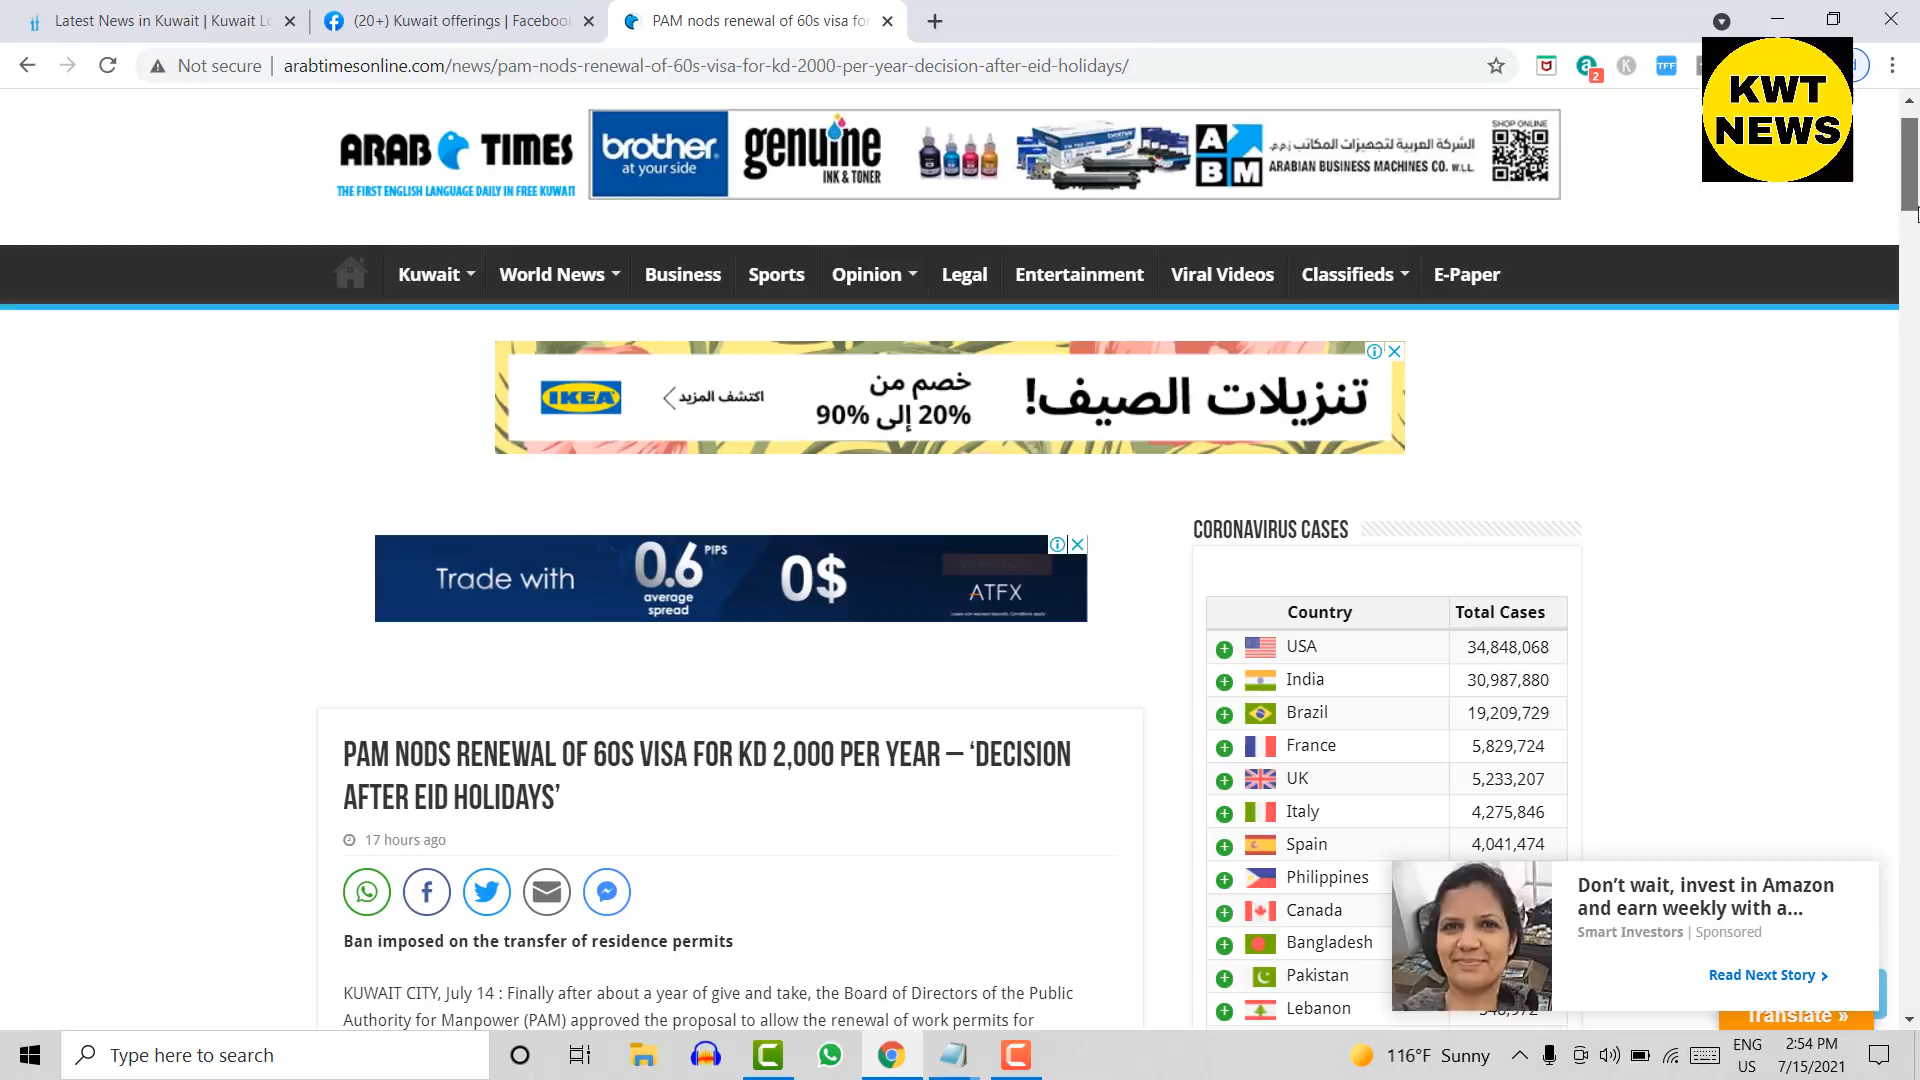 Latest News in Kuwait | Kuwait Lo
(20+) Kuwait offerings | Facebook
PAM nods renewal of 60s visa fo
Not secure
arabtimesonline.com/news/pam-nods-renewal-of-60s-visa-for-kd-2000-per-year-decision-after-eid-holidays/
2
TFF
KWT
NEWS
ARAB TIMES
THE FIRST ENGLISH LANGUAGE DAILY IN FREE KUWAIT
brother
at your side
genuine
INK & TONER
ABM
الشركة العربية لتجهيزات المكاتب ذ.م.م.
ARABIAN BUSINESS MACHINES CO. W.L.L.
SHOP ONLINE
Kuwait
World News
Business
Sports
Opinion
Legal
Entertainment
Viral Videos
Classifieds
E-Paper
IKEA
اكتشف المزيد
خصم من
20% إلى 90%
تنزيلات الصيف!
Trade with
0.6 PIPS
average
spread
0$
ATFX
CORONAVIRUS CASES
Country Total Cases
USA 34,848,068
India 30,987,880
Brazil 19,209,729
France 5,829,724
UK 5,233,207
Italy 4,275,846
Spain 4,041,474
Philippines
Canada
Bangladesh
Pakistan
Lebanon
PAM NODS RENEWAL OF 60S VISA FOR KD 2,000 PER YEAR – ‘DECISION
AFTER EID HOLIDAYS’
17 hours ago
Ban imposed on the transfer of residence permits
KUWAIT CITY, July 14 : Finally after about a year of give and take, the Board of Directors of the Public
Authority for Manpower (PAM) approved the proposal to allow the renewal of work permits for
Don’t wait, invest in Amazon
and earn weekly with a...
Smart Investors | Sponsored
Read Next Story
Translate »
Type here to search
116°F Sunny
ENG
US
2:54 PM
7/15/2021